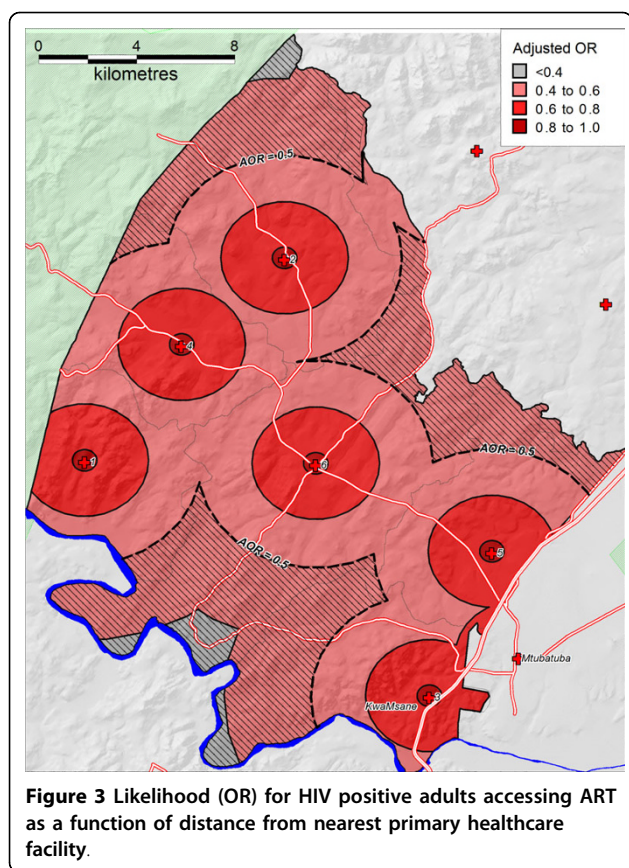 0 4 8
kilometres
Adjusted OR
<0.4
0.4 to 0.6
0.6 to 0.8
0.8 to 1.0
AOR = 0.5
2
4
AOR = 0.5
1
6
AOR = 0.5
5
Mtubatuba
3
KwaMsane
Figure 3 Likelihood (OR) for HIV positive adults accessing ART
as a function of distance from nearest primary healthcare
facility.